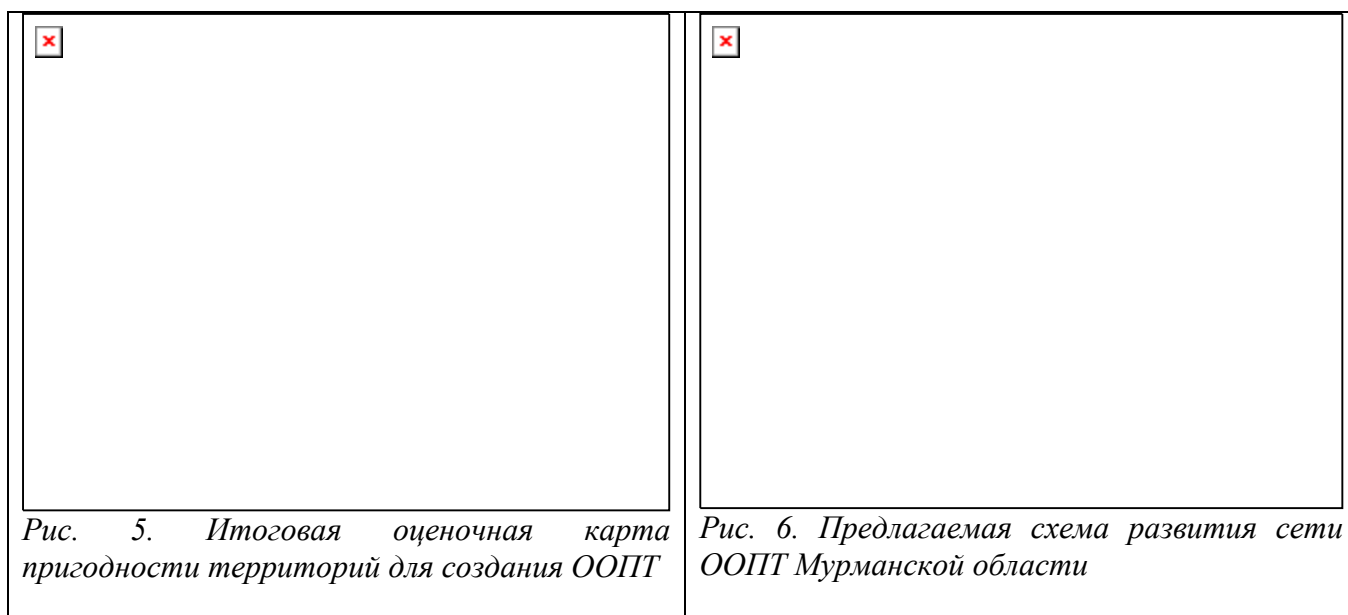 Рис. 5. Итоговая оценочная карта
пригодности территорий для создания ООПТ
Рис. 6. Предлагаемая схема развития сети
ООПТ Мурманской области